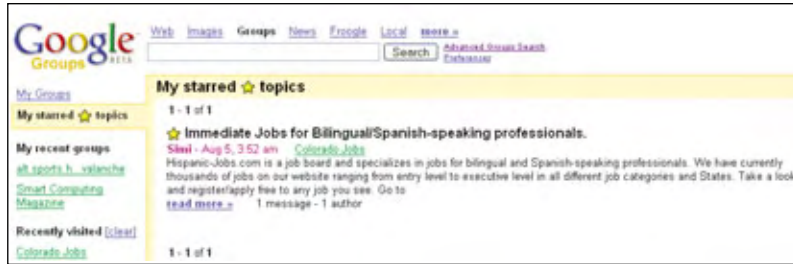 Web Images Groups News Froogle Local more »
Google
Groups BETA
Search
Advanced Groups Search
Preferences
My Groups
My starred topics
My recent groups
alt.sports.h...valanche
Smart Computing
Magazine
Recently visited [clear]
Colorado Jobs
My starred topics
1 - 1 of 1
Immediate Jobs for Bilingual/Spanish-speaking professionals.
Simi - Aug 5, 3:52 am Colorado Jobs
Hispanic-Jobs.com is a job board and specializes in jobs for bilingual and Spanish-speaking professionals. We have currently
thousands of jobs on our website ranging from entry level to executive level in all different job categories and States. Take a look
and register/apply free to any job you see. Go to
read more » 1 message - 1 author
1 - 1 of 1